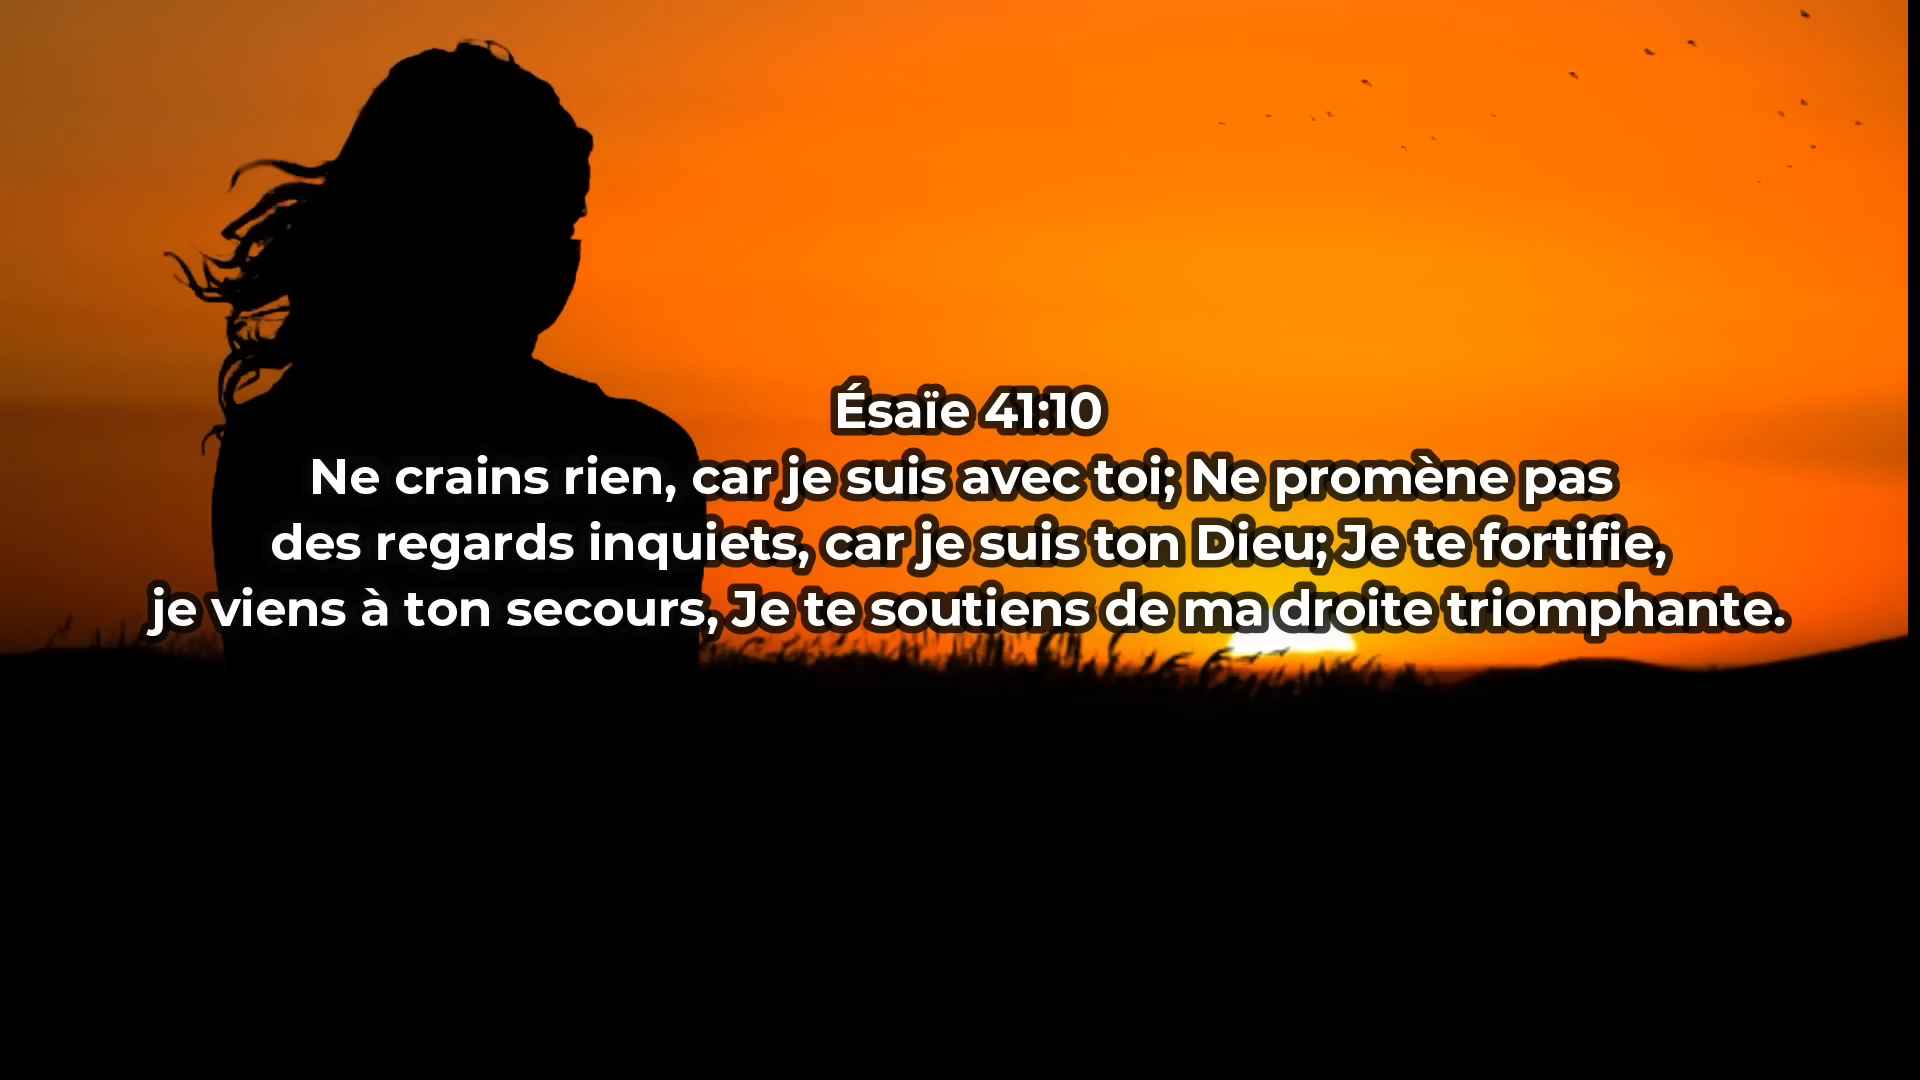 Ésaïe 41:10
Ne crains rien, car je suis avec toi; Ne promène pas
des regards inquiets, car je suis ton Dieu; Je te fortifie,
je viens à ton secours, Je te soutiens de ma droite triomphante.